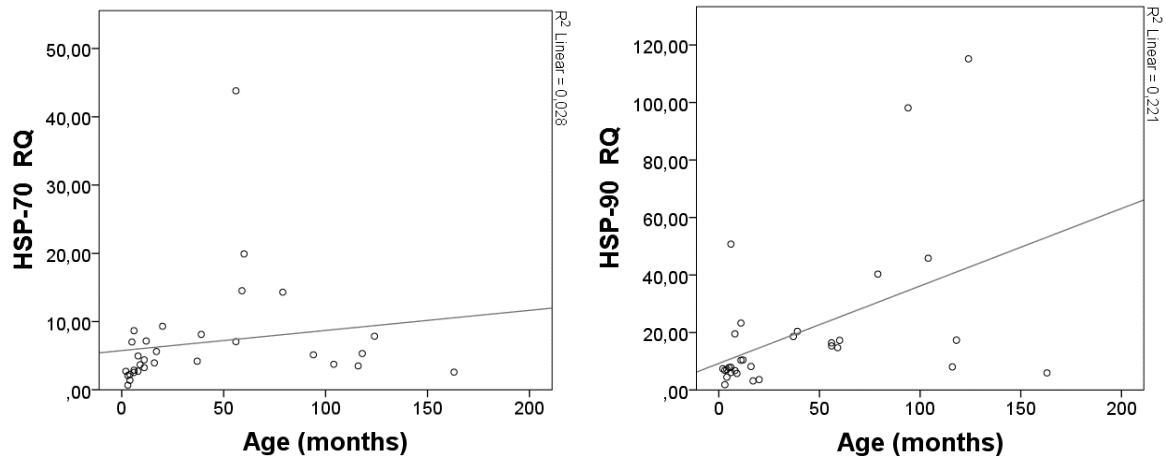 HSP-70 RQ
50,00
40,00
30,00
20,00
10,00
,00
0 50 100 150 200
Age (months)
R² Linear = 0,028
HSP-90 RQ
120,00
100,00
80,00
60,00
40,00
20,00
,00
0 50 100 150 200
Age (months)
R² Linear = 0,221